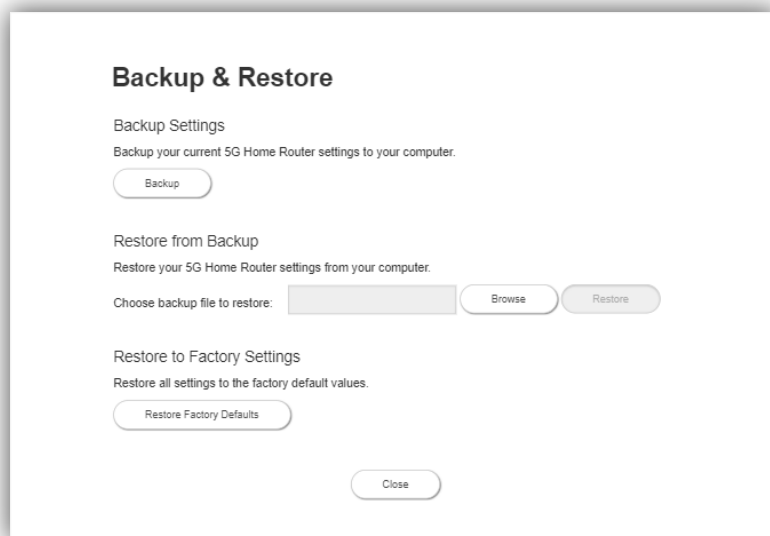 Backup & Restore
Backup Settings
Backup your current 5G Home Router settings to your computer.
Backup
Restore from Backup
Restore your 5G Home Router settings from your computer.
Choose backup file to restore: Browse Restore
Restore to Factory Settings
Restore all settings to the factory default values.
Restore Factory Defaults
Close